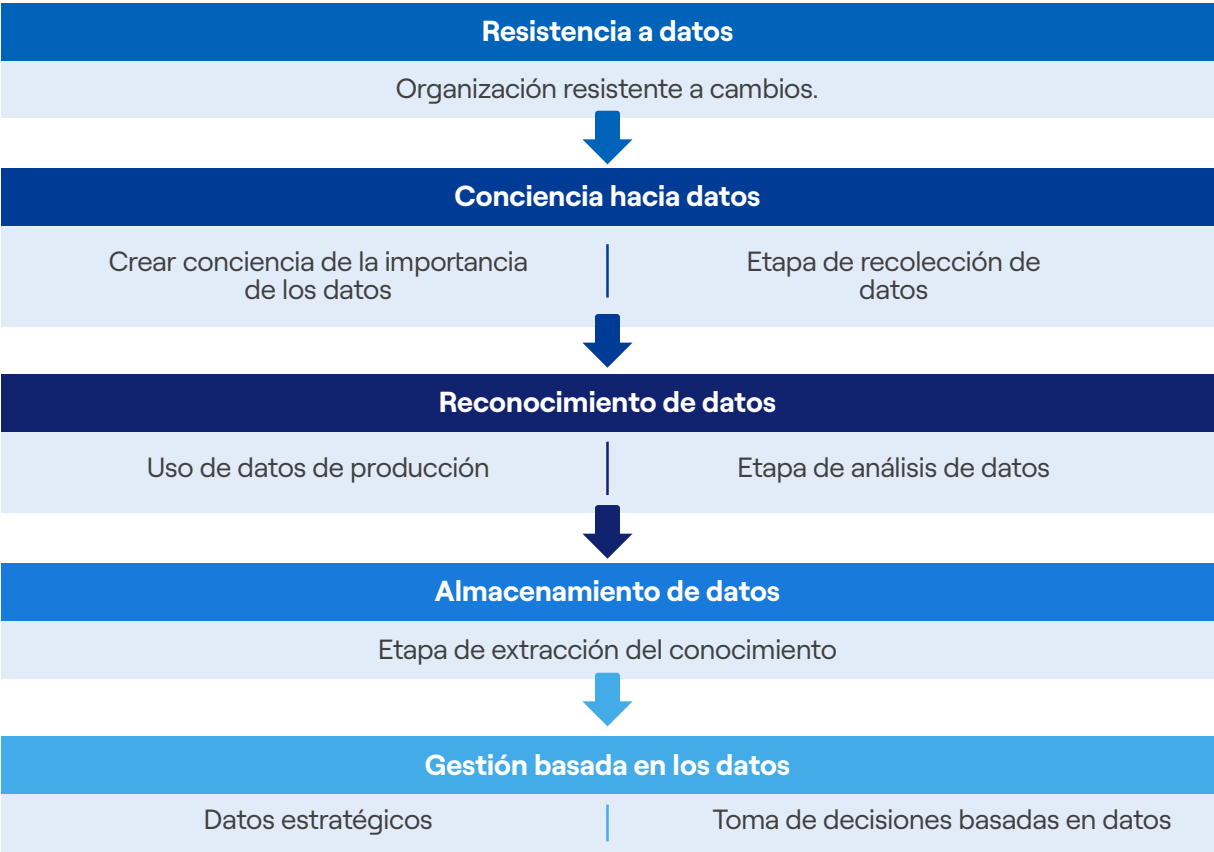 Resistencia a datos
Organización resistente a cambios.
Conciencia hacia datos
Crear conciencia de la importancia
de los datos
Etapa de recolección de
datos
Reconocimiento de datos
Uso de datos de producción
Etapa de análisis de datos
Almacenamiento de datos
Etapa de extracción del conocimiento
Gestión basada en los datos
Datos estratégicos
Toma de decisiones basadas en datos